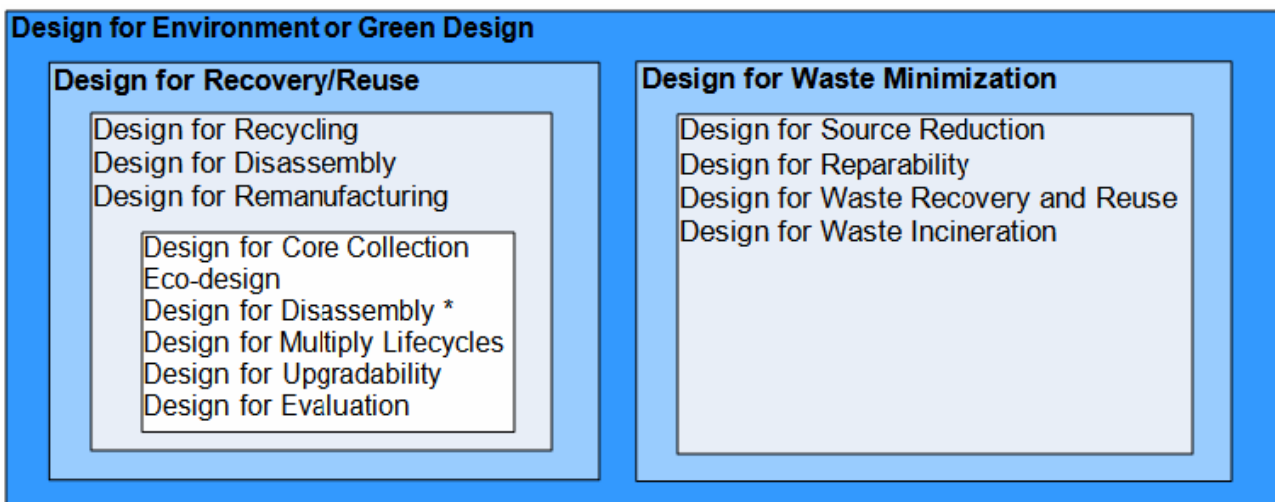 Design for Environment or Green Design
Design for Recovery/Reuse
Design for Recycling
Design for Disassembly
Design for Remanufacturing
Design for Core Collection
Eco-design
Design for Disassembly *
Design for Multiply Lifecycles
Design for Upgradability
Design for Evaluation
Design for Waste Minimization
Design for Source Reduction
Design for Reparability
Design for Waste Recovery and Reuse
Design for Waste Incineration